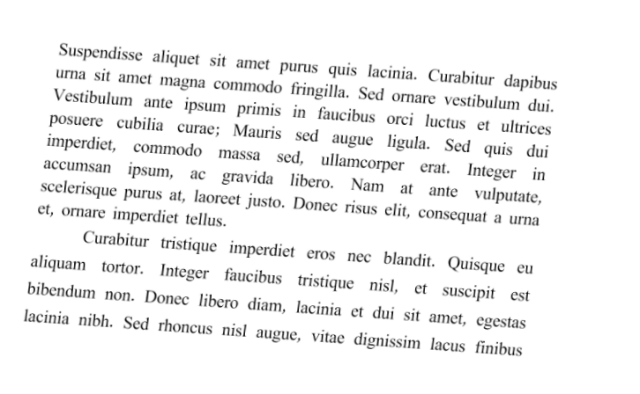 Suspendisse aliquet sit amet purus quis lacinia. Curabitur dapibus
urna sit amet magna commodo fringilla. Sed ornare vestibulum dui.
Vestibulum ante ipsum primis in faucibus orci luctus et ultrices
posuere cubilia curae; Mauris sed augue ligula. Sed quis dui
imperdiet, commodo massa sed, ullamcorper erat. Integer in
accumsan ipsum, ac gravida libero. Nam at ante vulputate,
scelerisque purus at, laoreet justo. Donec risus elit, consequat a urna
et, ornare imperdiet tellus.
Curabitur tristique imperdiet eros nec blandit. Quisque eu
aliquam tortor. Integer faucibus tristique nisl, et suscipit est
bibendum non. Donec libero diam, lacinia et dui sit amet, egestas
lacinia nibh. Sed rhoncus nisl augue, vitae dignissim lacus finibus